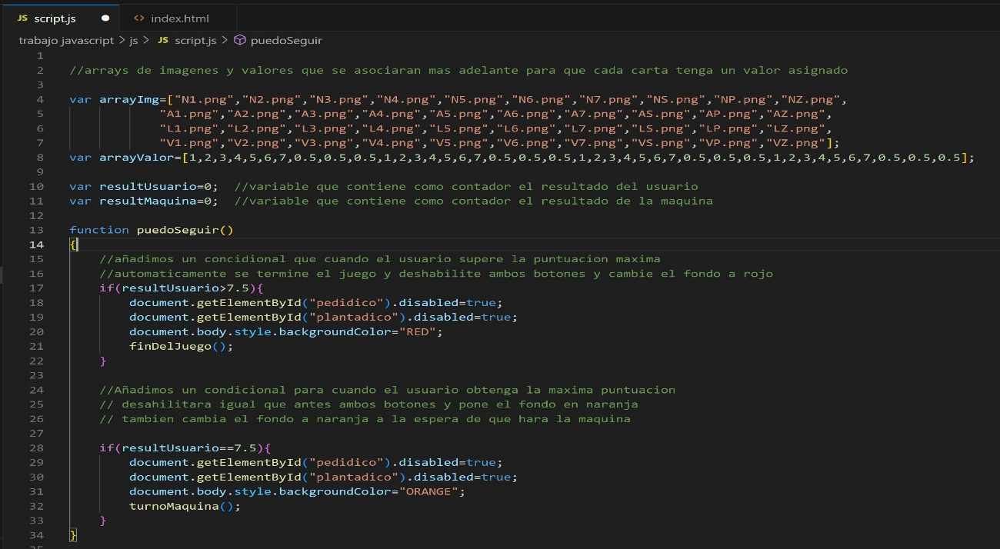 JS script.js ● <> index.html
trabajo javascript > js > JS script.js > puedoSeguir
1
2 //arrays de imagenes y valores que se asociaran mas adelante para que cada carta tenga un valor asignado
3
4 var arrayImg=["N1.png","N2.png","N3.png","N4.png","N5.png","N6.png","N7.png","NS.png","NP.png","NZ.png",
5 "A1.png","A2.png","A3.png","A4.png","A5.png","A6.png","A7.png","AS.png","AP.png","AZ.png",
6 "L1.png","L2.png","L3.png","L4.png","L5.png","L6.png","L7.png","LS.png","LP.png","LZ.png",
7 "V1.png","V2.png","V3.png","V4.png","V5.png","V6.png","V7.png","VS.png","VP.png","VZ.png"];
8 var arrayValor=[1,2,3,4,5,6,7,0.5,0.5,0.5,1,2,3,4,5,6,7,0.5,0.5,0.5,1,2,3,4,5,6,7,0.5,0.5,0.5,1,2,3,4,5,6,7,0.5,0.5,0.5];
9
10 var resultUsuario=0; //variable que contiene como contador el resultado del usuario
11 var resultMaquina=0; //variable que contiene como contador el resultado de la maquina
12
13 function puedoSeguir()
14 {
15 //añadimos un concidional que cuando el usuario supere la puntuacion maxima
16 //automaticamente se termine el juego y deshabilite ambos botones y cambie el fondo a rojo
17 if(resultUsuario>7.5){
18 document.getElementById("pedidico").disabled=true;
19 document.getElementById("plantadico").disabled=true;
20 document.body.style.backgroundColor="RED";
21 finDelJuego();
22 }
23
24 //Añadimos un condicional para cuando el usuario obtenga la maxima puntuacion
25 // desahilitara igual que antes ambos botones y pone el fondo en naranja
26 // tambien cambia el fondo a naranja a la espera de que hara la maquina
27
28 if(resultUsuario==7.5){
29 document.getElementById("pedidico").disabled=true;
30 document.getElementById("plantadico").disabled=true;
31 document.body.style.backgroundColor="ORANGE";
32 turnoMaquina();
33 }
34 }
35